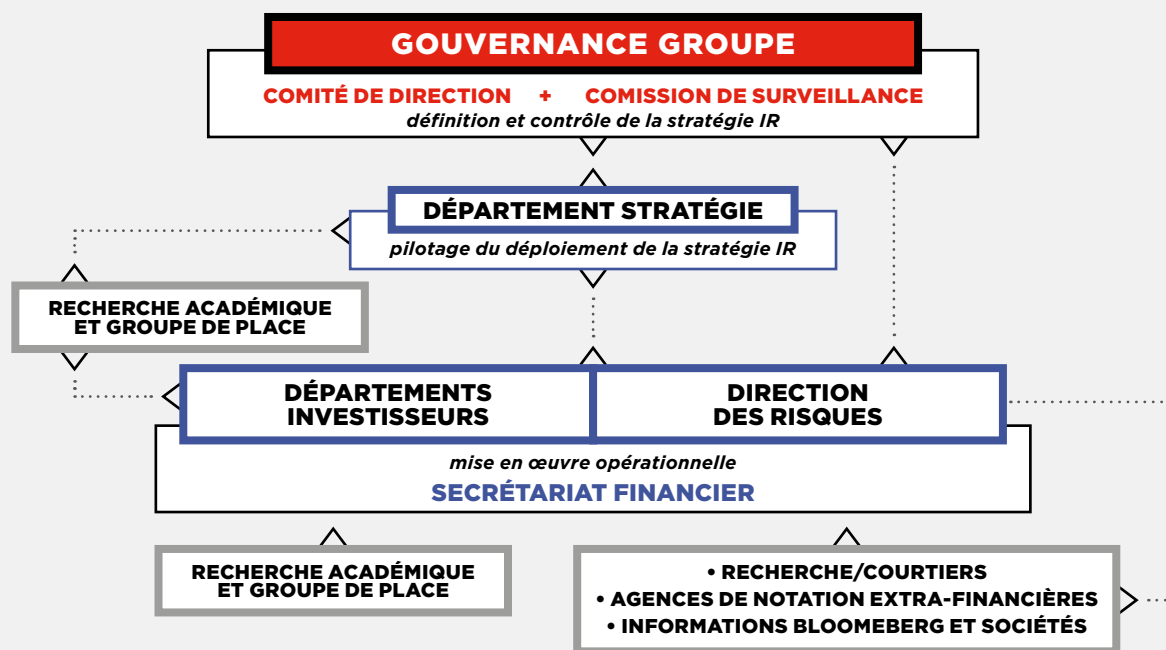 GOUVERNANCE GROUPE
COMITÉ DE DIRECTION + COMISSION DE SURVEILLANCE
définition et contrôle de la stratégie IR
DÉPARTEMENT STRATÉGIE
pilotage du déploiement de la stratégie IR
RECHERCHE ACADÉMIQUE
ET GROUPE DE PLACE
DÉPARTEMENTS
INVESTISSEURS
DIRECTION
DES RISQUES
mise en œuvre opérationnelle
SECRÉTARIAT FINANCIER
RECHERCHE ACADÉMIQUE
ET GROUPE DE PLACE
• RECHERCHE/COURTIERS
• AGENCES DE NOTATION EXTRA-FINANCIÈRES
• INFORMATIONS BLOOMEBERG ET SOCIÉTÉS